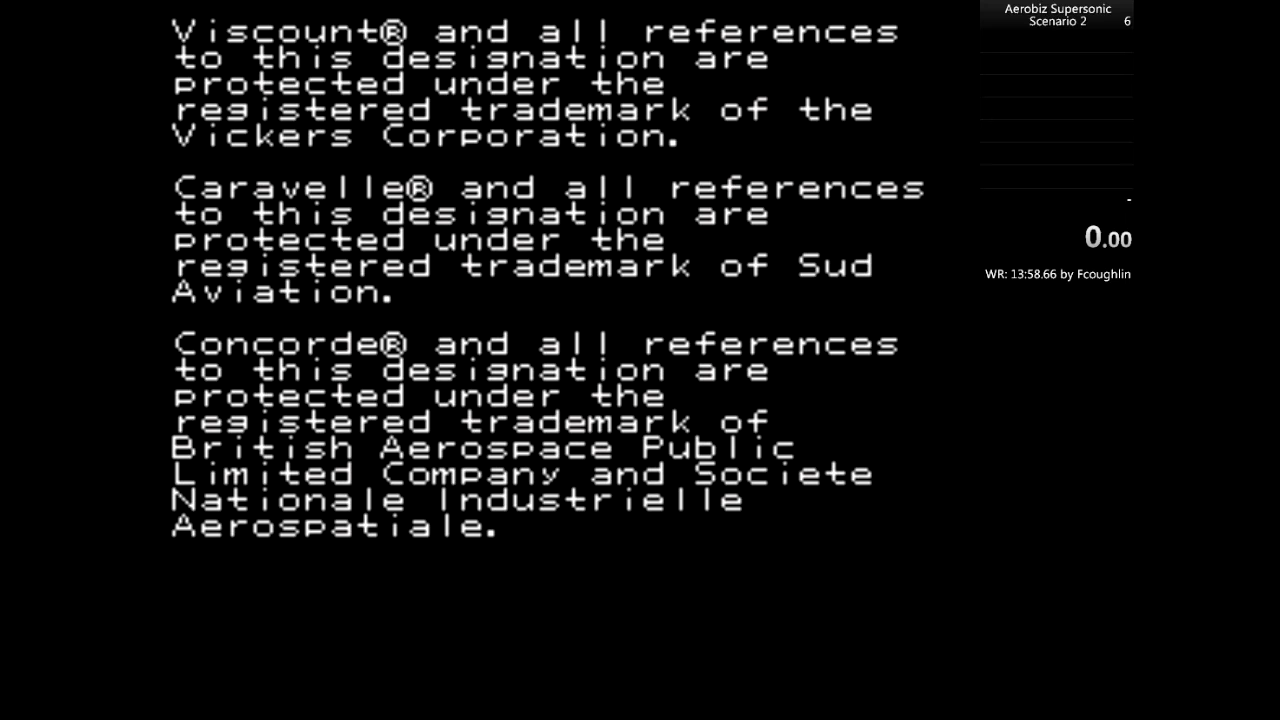 Viscount® and all references
to this designation are
protected under the
registered trademark of the
Vickers Corporation.
Caravelle® and all references
to this designation are
protected under the
registered trademark of Sud
Aviation.
Concorde® and all references
to this designation are
protected under the
registered trademark of
British Aerospace Public
Limited Company and Societe
Nationale Industrielle
Aerospatiale.
Aerobiz Supersonic
Scenario 2 6
-
0.00
WR: 13:58.66 by Fcoughlin